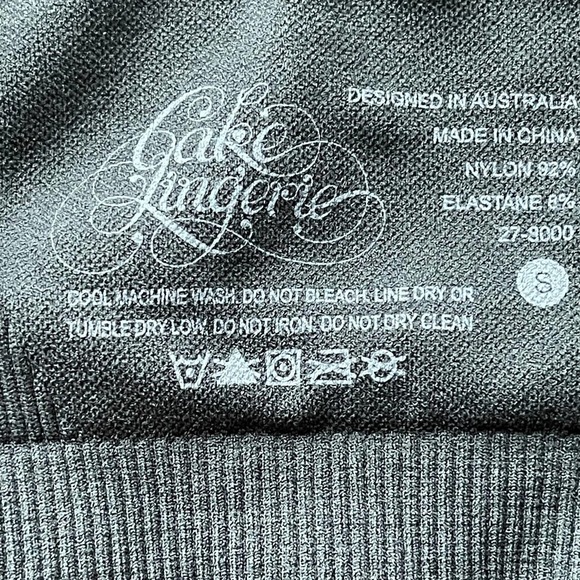 Cake
Lingerie
DESIGNED IN AUSTRALIA
MADE IN CHINA
NYLON 92%
ELASTANE 8%
27-8000
S
COOL MACHINE WASH. DO NOT BLEACH. LINE DRY OR
TUMBLE DRY LOW. DO NOT IRON. DO NOT DRY CLEAN